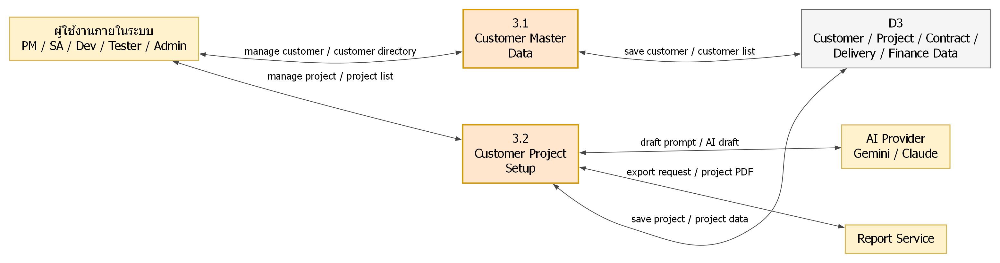 ผู้ใช้งานภายในระบบ
PM / SA / Dev / Tester / Admin
manage customer / customer directory
manage project / project list
3.1
Customer Master
Data
save customer / customer list
D3
Customer / Project / Contract /
Delivery / Finance Data
3.2
Customer Project
Setup
draft prompt / AI draft
export request / project PDF
save project / project data
AI Provider
Gemini / Claude
Report Service